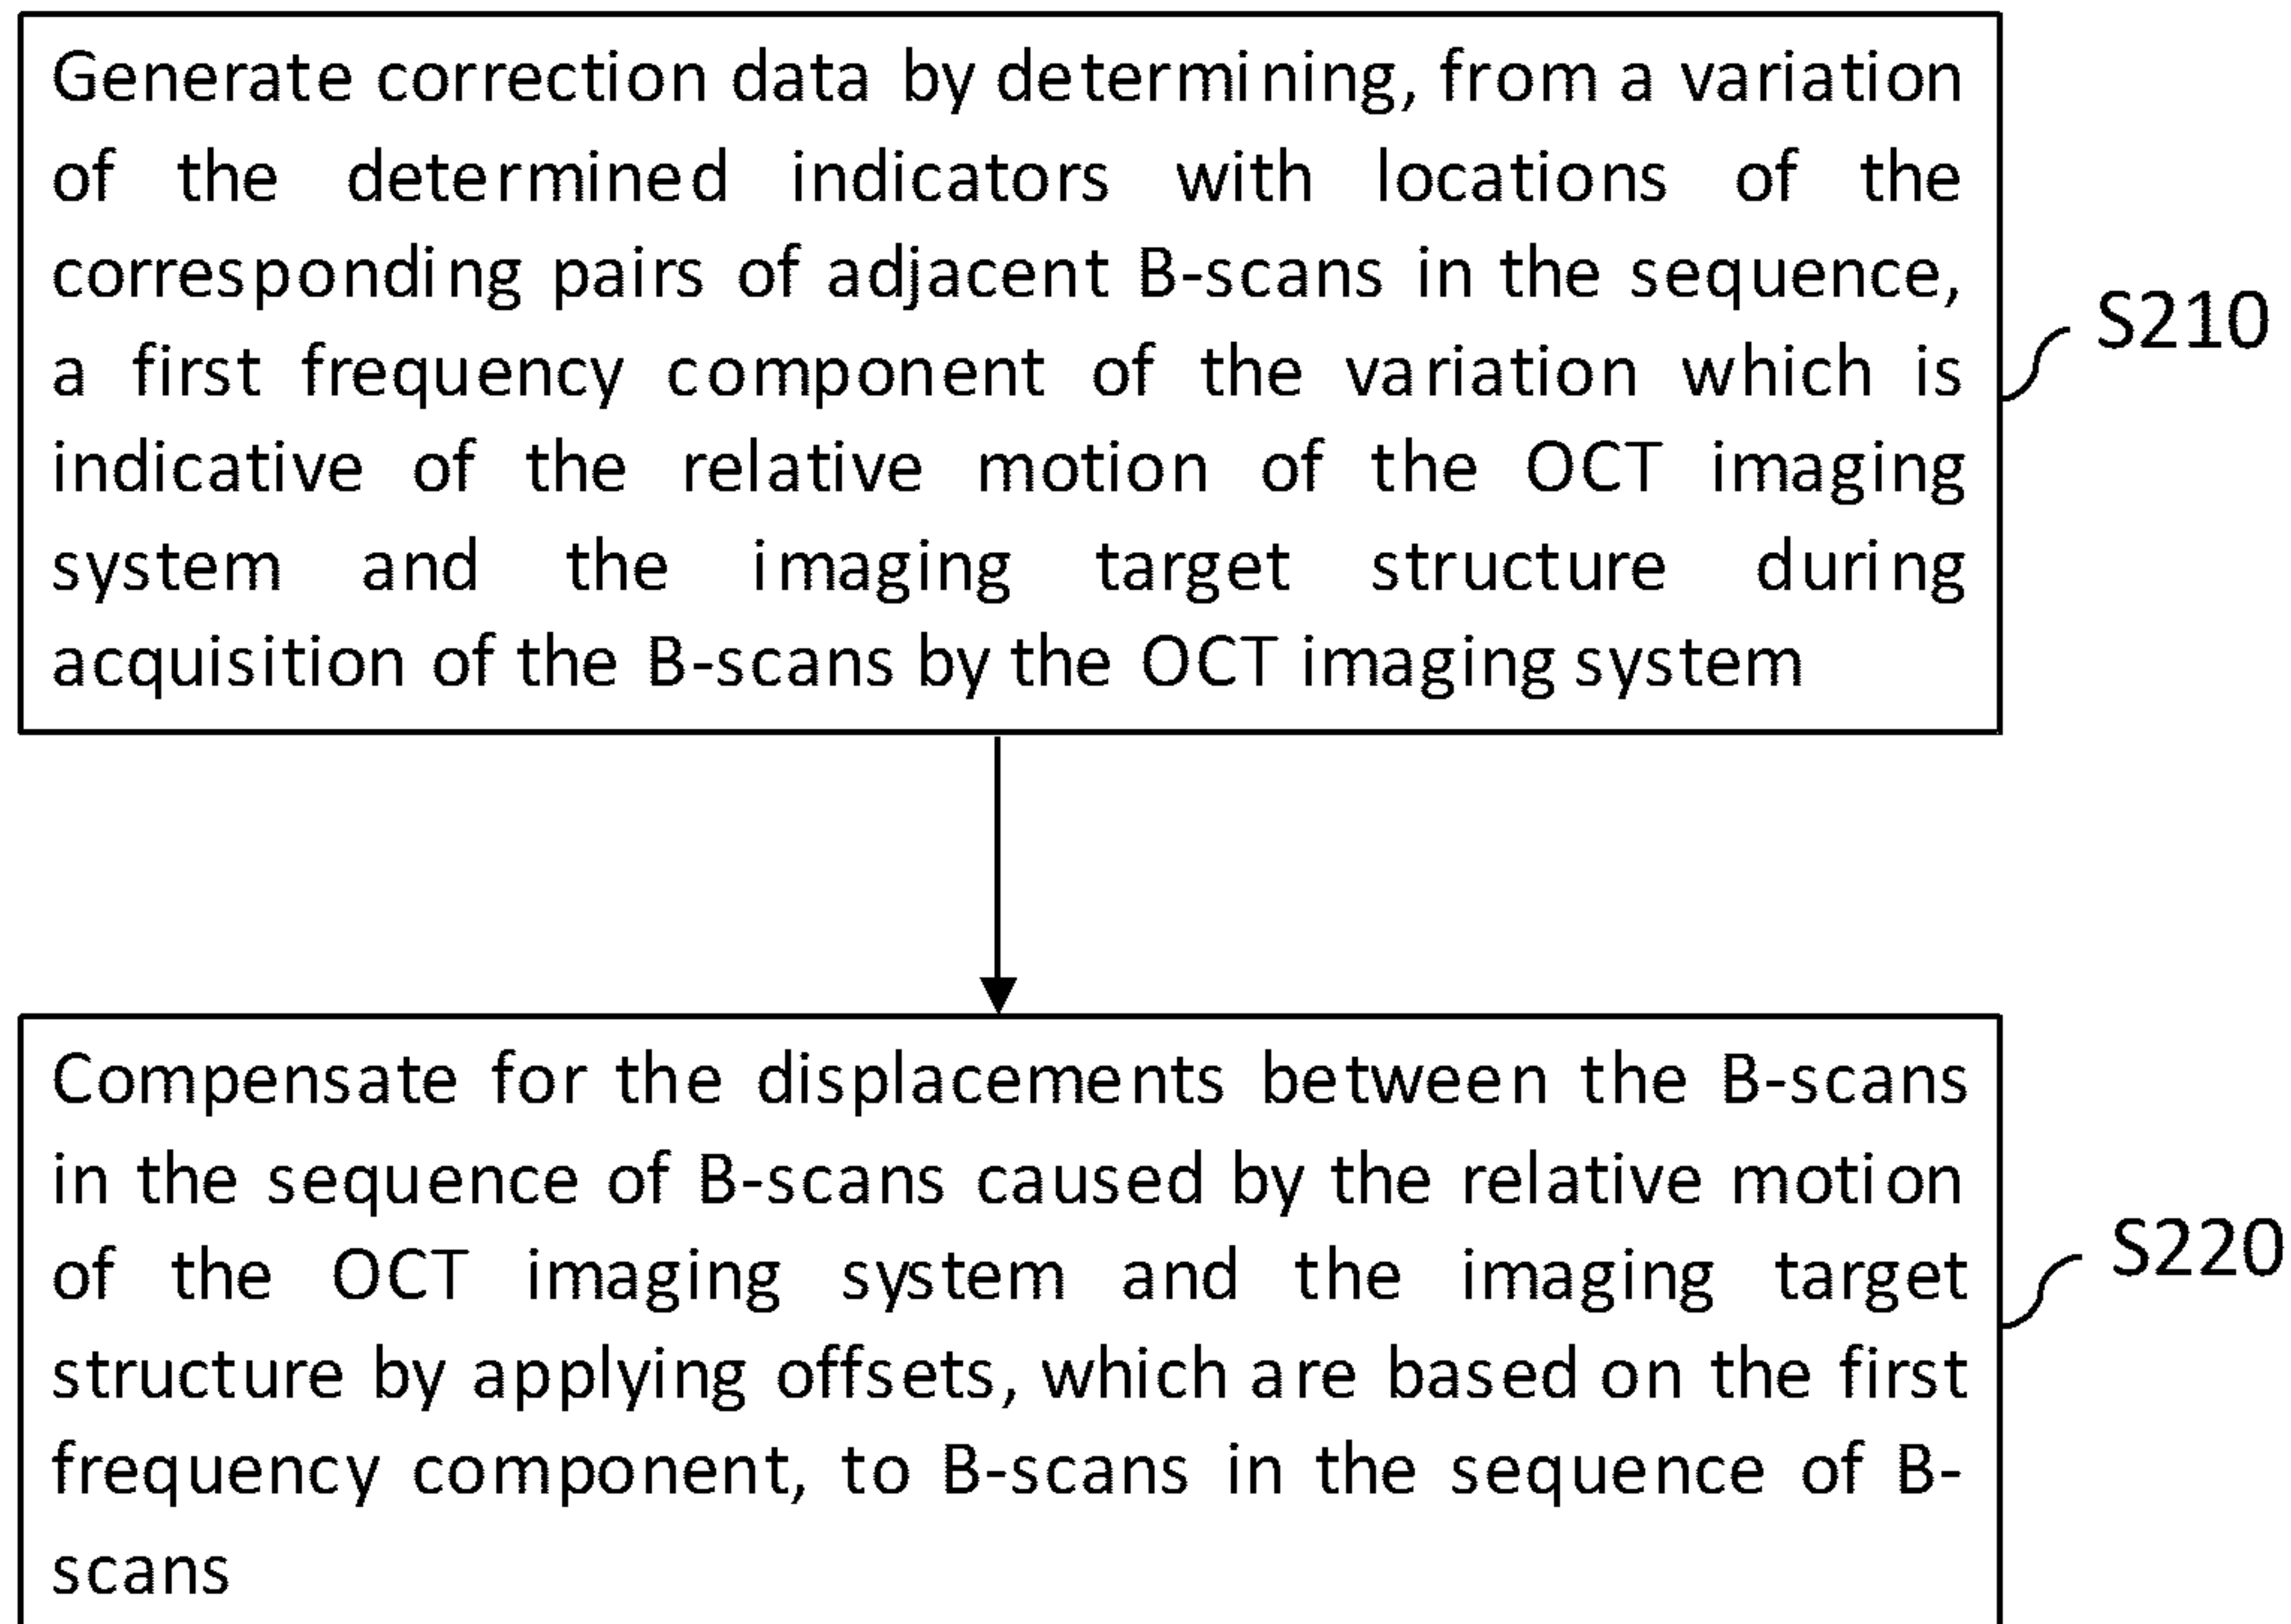 Generate correction data by determining, from a variation
of the determined indicators with locations of the
corresponding pairs of adjacent B-scans in the sequence,
a first frequency component of the variation which is
indicative of the relative motion of the OCT imaging
system and the imaging target structure during
acquisition of the B-scans by the OCT imaging system
S210
Compensate for the displacements between the B-scans
in the sequence of B-scans caused by the relative motion
of the OCT imaging system and the imaging target
structure by applying offsets, which are based on the first
frequency component, to B-scans in the sequence of B-
scans
S220